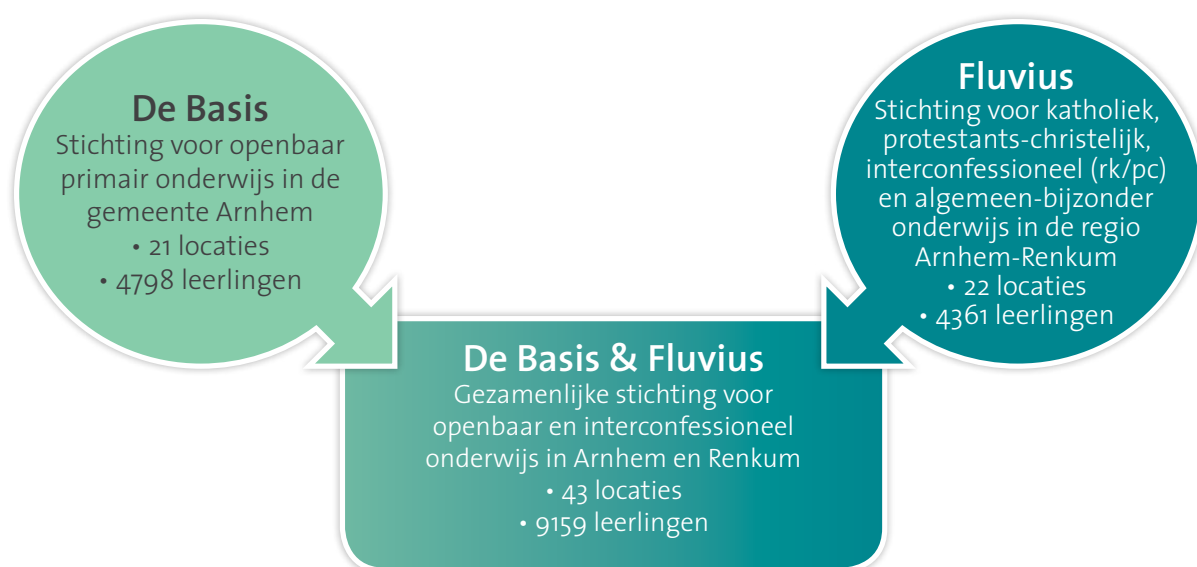 De Basis
Stichting voor openbaar
primair onderwijs in de
gemeente Arnhem
• 21 locaties
• 4798 leerlingen
Fluvius
Stichting voor katholiek,
protestants-christelijk,
interconfessioneel (rk/pc)
en algemeen-bijzonder
onderwijs in de regio
Arnhem-Renkum
• 22 locaties
• 4361 leerlingen
De Basis & Fluvius
Gezamenlijke stichting voor
openbaar en interconfessioneel
onderwijs in Arnhem en Renkum
• 43 locaties
• 9159 leerlingen